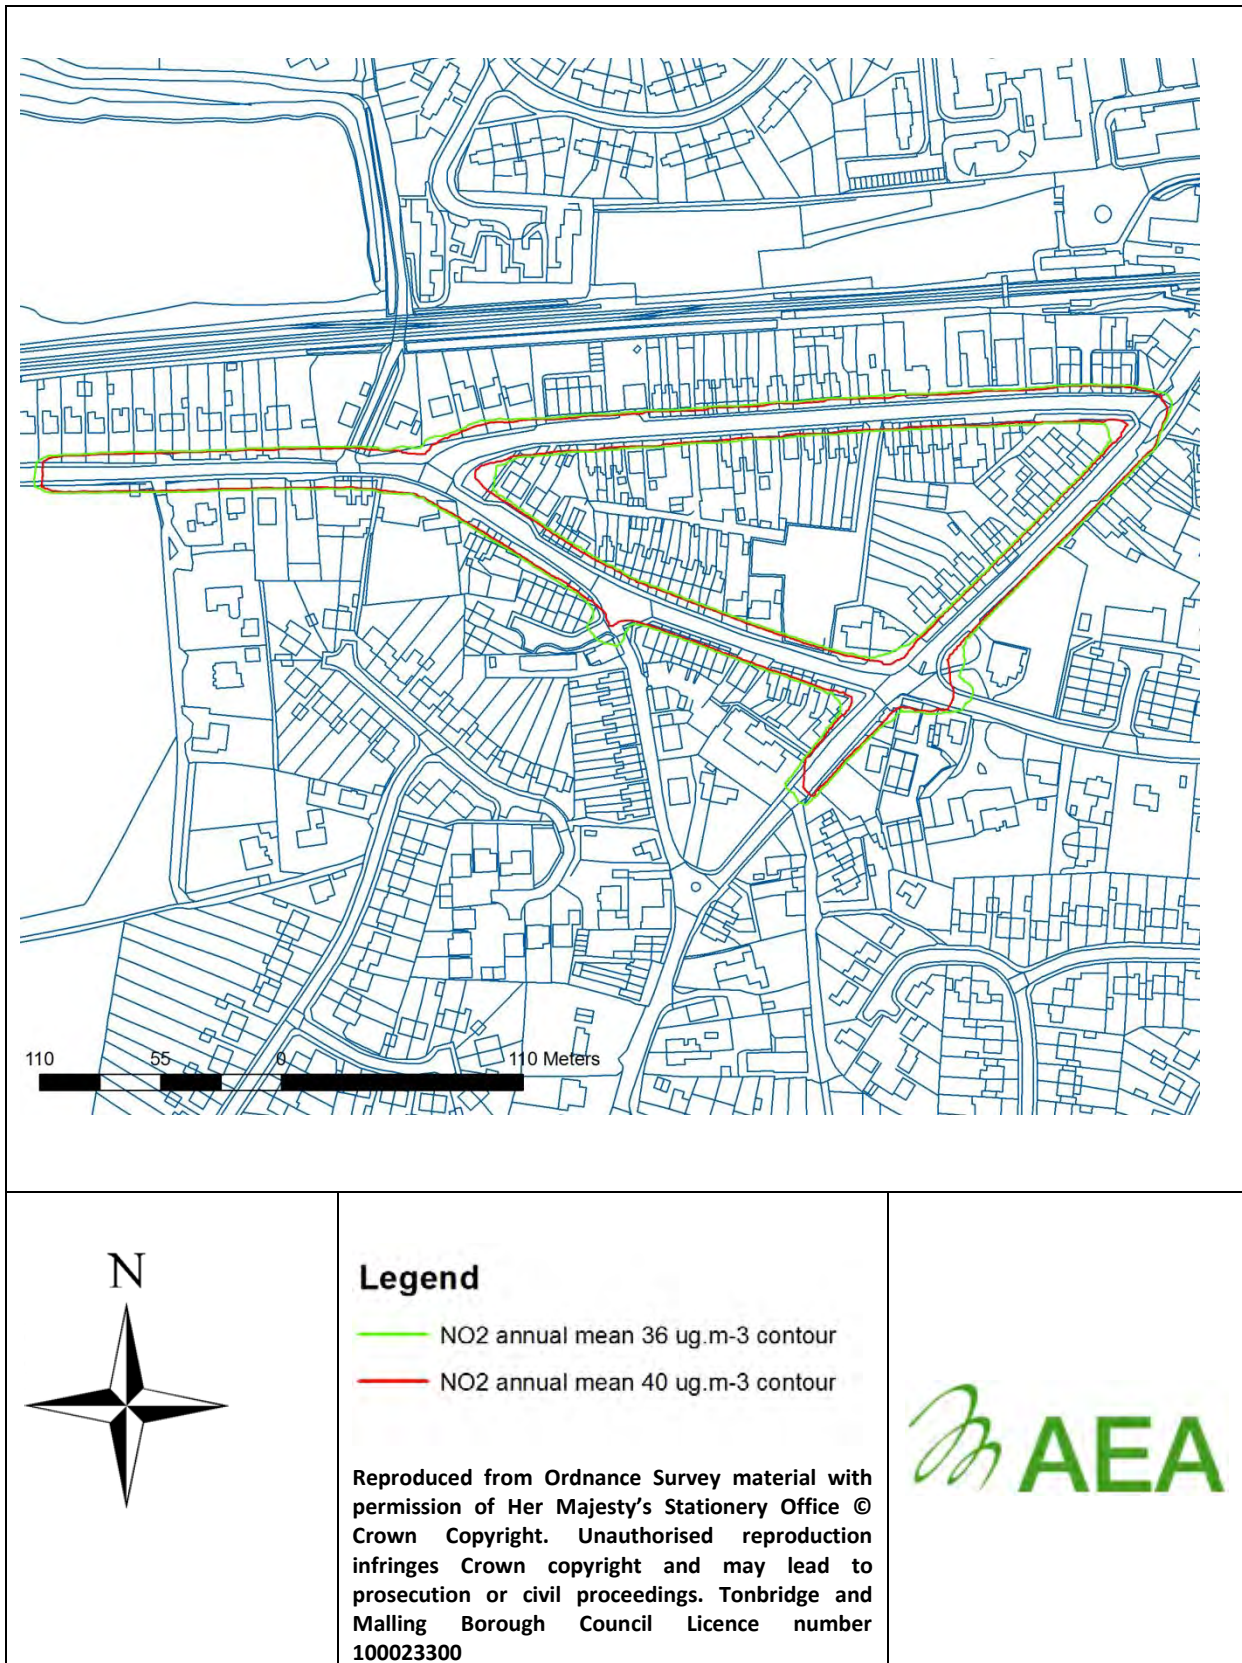 110 55 0 110 Meters
N
Legend
NO2 annual mean 36 ug.m-3 contour
NO2 annual mean 40 ug.m-3 contour
Reproduced from Ordnance Survey material with
permission of Her Majesty's Stationery Office ©
Crown Copyright. Unauthorised reproduction
infringes Crown copyright and may lead to
prosecution or civil proceedings. Tonbridge and
Malling Borough Council Licence number
100023300
AEA